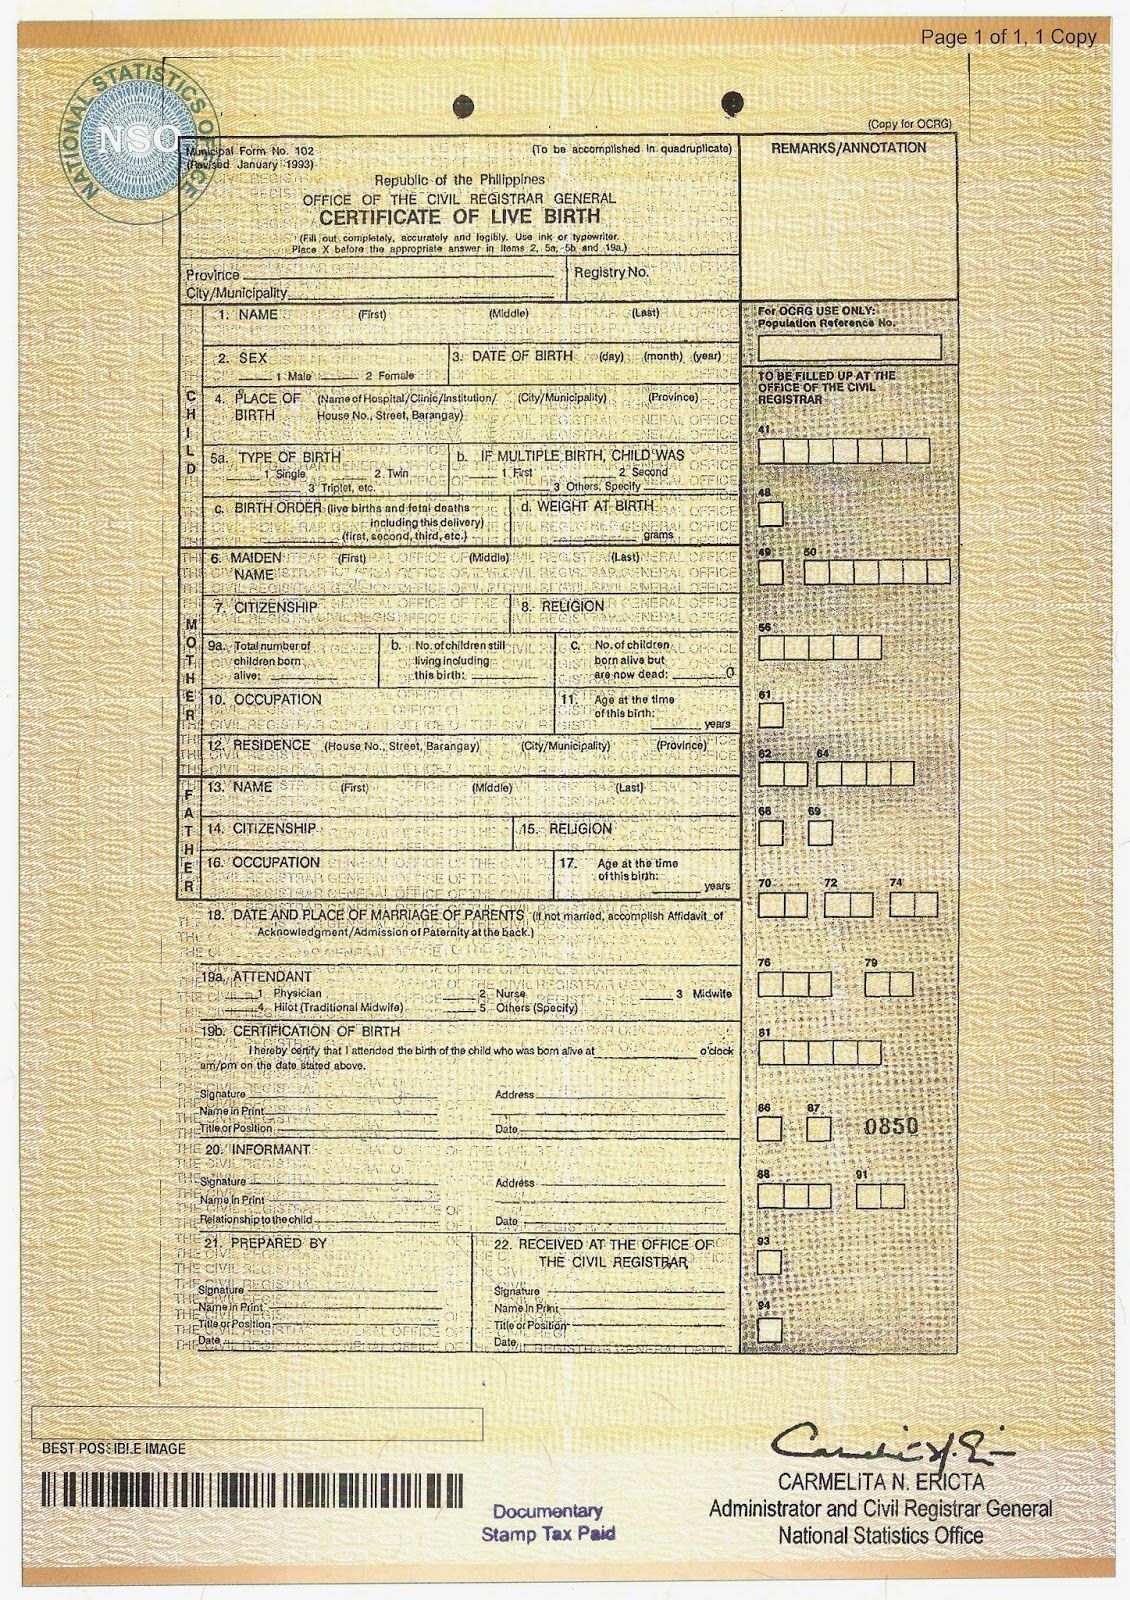 Page 1 of 1, 1 Copy
NATIONAL STATISTICS OFFICE
NSO
(Copy for OCRG)
Municipal Form No. 102
(To be accomplished in quadruplicate)
(Revised January 1993)
Republic of the Philippines
OFFICE OF THE CIVIL REGISTRAR GENERAL
CERTIFICATE OF LIVE BIRTH
(Fill out completely, accurately and legibly. Use ink or typewriter.
Place X before the appropriate answer in items 2, 5a, 5b and 19a.)
REMARKS/ANNOTATION
Province
Registry No.
City/Municipality
CHILD
1. NAME (First) (Middle) (Last)
2. SEX
1 Male 2 Female
3. DATE OF BIRTH (day) (month) (year)
4. PLACE OF BIRTH (Name of Hospital/Clinic/Institution/ (City/Municipality) (Province)
House No., Street, Barangay)
5a. TYPE OF BIRTH
1 Single 2 Twin
3 Triplet, etc.
b. IF MULTIPLE BIRTH, CHILD WAS
1 First 2 Second
3 Others, Specify
c. BIRTH ORDER (live births and fetal deaths
including this delivery)
(first, second, third, etc.)
d. WEIGHT AT BIRTH
grams
MOTHER
6. MAIDEN NAME (First) (Middle) (Last)
7. CITIZENSHIP
8. RELIGION
9a. Total number of
children born
alive:
b. No. of children still
living including
this birth:
c. No. of children
born alive but
are now dead: 0
10. OCCUPATION
11. Age at the time
of this birth:
years
12. RESIDENCE (House No., Street, Barangay) (City/Municipality) (Province)
FATHER
13. NAME (First) (Middle) (Last)
14. CITIZENSHIP
15. RELIGION
16. OCCUPATION
17. Age at the time
of this birth:
years
18. DATE AND PLACE OF MARRIAGE OF PARENTS (If not married, accomplish Affidavit of
Acknowledgment/Admission of Paternity at the back.)
19a. ATTENDANT
1 Physician 2 Nurse 3 Midwife
4 Hilot (Traditional Midwife) 5 Others (Specify)
19b. CERTIFICATION OF BIRTH
I hereby certify that I attended the birth of the child who was born alive at o'clock
am/pm on the date stated above.
Signature Address
Name in Print
Title or Position Date
20. INFORMANT
Signature Address
Name in Print
Relationship to the child Date
21. PREPARED BY
Signature
Name in Print
Title or Position
Date
22. RECEIVED AT THE OFFICE OF
THE CIVIL REGISTRAR
Signature
Name in Print
Title or Position
Date
For OCRG USE ONLY:
Population Reference No.
TO BE FILLED UP AT THE
OFFICE OF THE CIVIL
REGISTRAR
41
48
49 50
56
61
62 64
68 69
70 72 74
76 79
81
86 87
0850
88 91
93
94
BEST POSSIBLE IMAGE
Documentary
Stamp Tax Paid
CARMELITA N. ERICTA
Administrator and Civil Registrar General
National Statistics Office